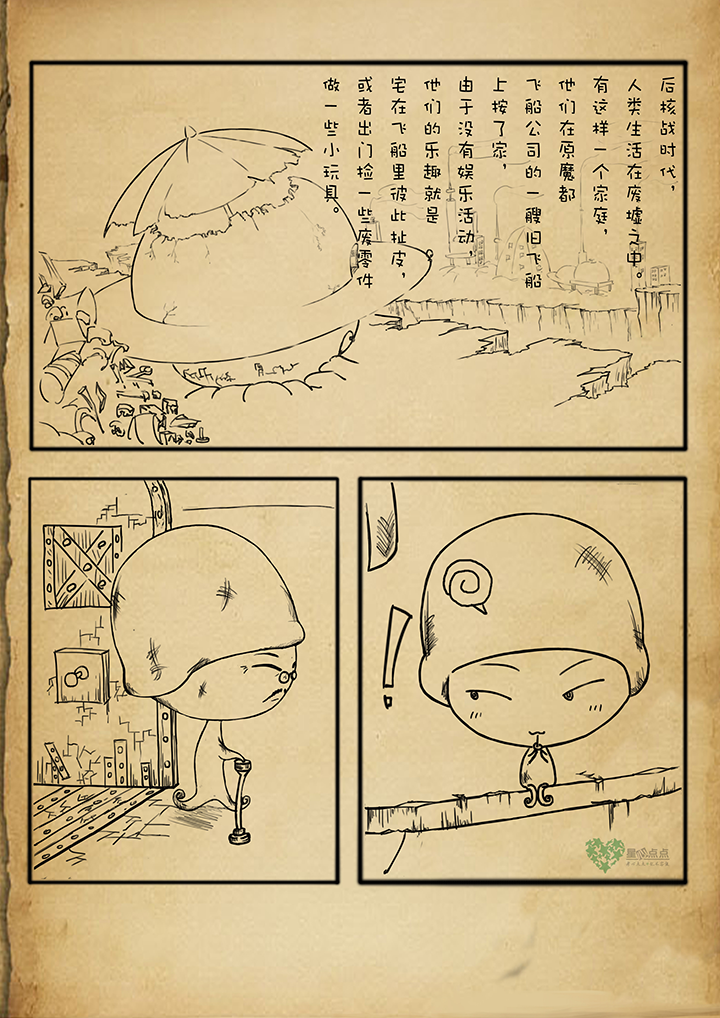 后核战时代，
人类生活在废墟之中。
有这样一个家庭，
他们在原魔都
飞船公司的一艘旧飞船
上按了家，
由于没有娱乐活动，
他们的乐趣就是
宅在飞船里彼此扯皮，
或者出门捡一些废零件
做一些小玩具。
星心点点